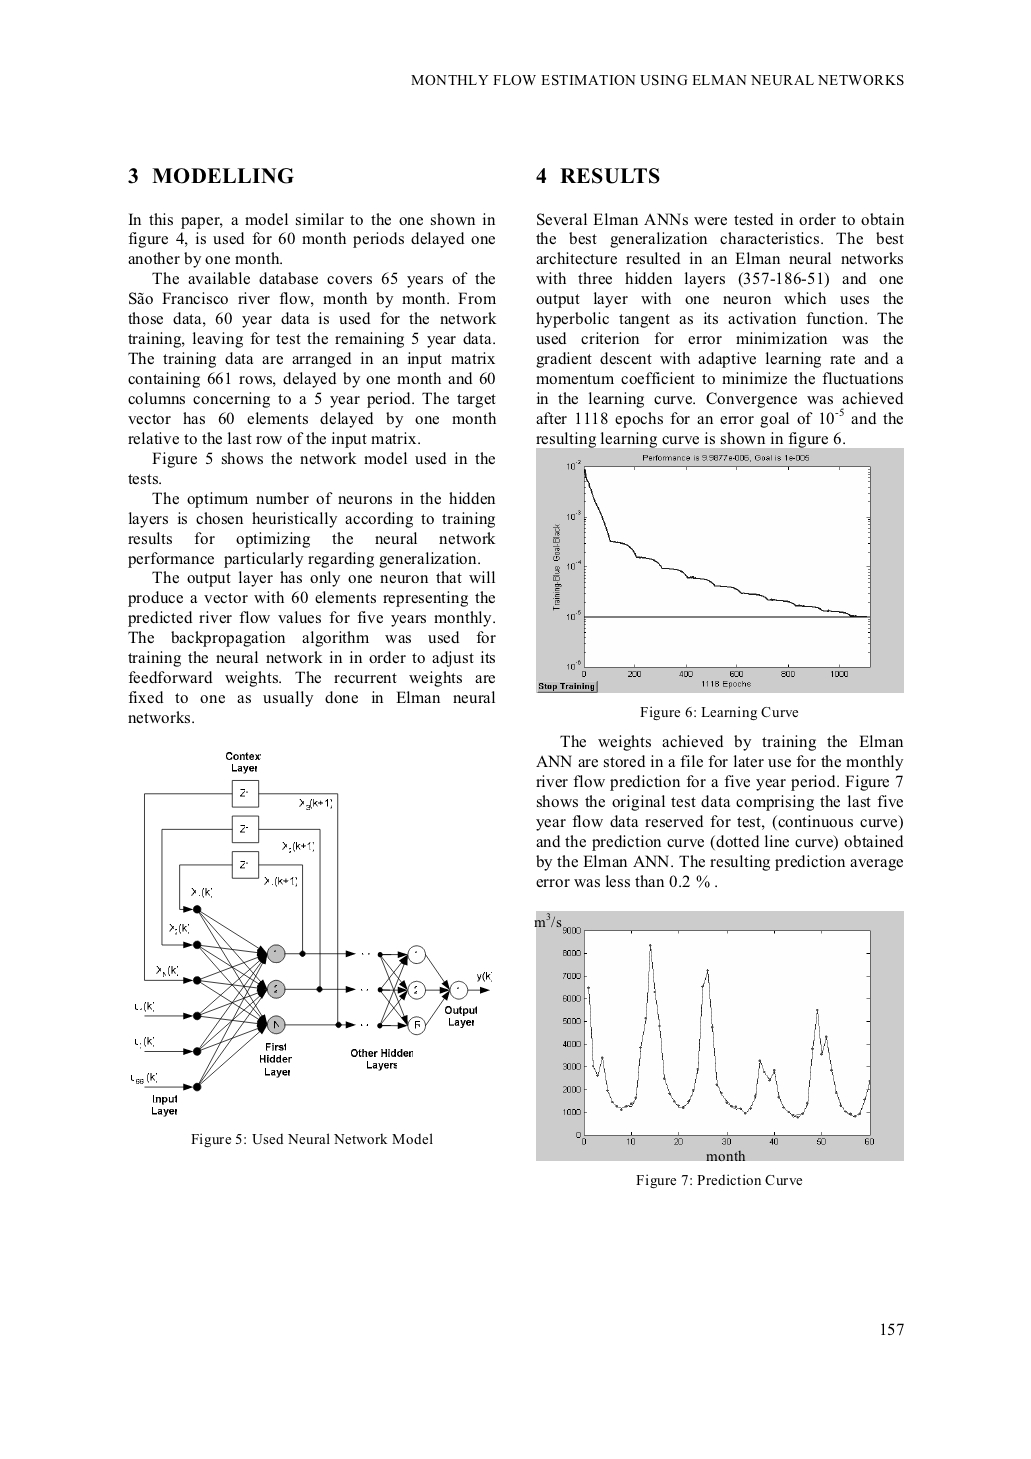 MONTHLY FLOW ESTIMATION USING ELMAN NEURAL NETWORKS
3 MODELLING
In this paper, a model similar to the one shown in
figure 4, is used for 60 month periods delayed one
another by one month.
The available database covers 65 years of the
São Francisco river flow, month by month. From
those data, 60 year data is used for the network
training, leaving for test the remaining 5 year data.
The training data are arranged in an input matrix
containing 661 rows, delayed by one month and 60
columns concerning to a 5 year period. The target
vector has 60 elements delayed by one month
relative to the last row of the input matrix.
Figure 5 shows the network model used in the
tests.
The optimum number of neurons in the hidden
layers is chosen heuristically according to training
results for optimizing the neural network
performance particularly regarding generalization.
The output layer has only one neuron that will
produce a vector with 60 elements representing the
predicted river flow values for five years monthly.
The backpropagation algorithm was used for
training the neural network in in order to adjust its
feedforward weights. The recurrent weights are
fixed to one as usually done in Elman neural
networks.
Contex
Layer
First
Hidden
Layer
Other Hidden
Layers
y(k)
Output
Layer
Input
Layer
Figure 5: Used Neural Network Model
4 RESULTS
Several Elman ANNs were tested in order to obtain
the best generalization characteristics. The best
architecture resulted in an Elman neural networks
with three hidden layers (357-186-51) and one
output layer with one neuron which uses the
hyperbolic tangent as its activation function. The
used criterion for error minimization was the
gradient descent with adaptive learning rate and a
momentum coefficient to minimize the fluctuations
in the learning curve. Convergence was achieved
after 1118 epochs for an error goal of 10⁻⁵ and the
resulting learning curve is shown in figure 6.
Performance is 9.9877e-006, Goal is 1e-005
10⁻²
10⁻³
10⁻⁴
10⁻⁵
10⁻⁶
Training-Blue Goal-Black
0 200 400 600 800 1000
1118 Epochs
Stop Training
Figure 6: Learning Curve
The weights achieved by training the Elman
ANN are stored in a file for later use for the monthly
river flow prediction for a five year period. Figure 7
shows the original test data comprising the last five
year flow data reserved for test, (continuous curve)
and the prediction curve (dotted line curve) obtained
by the Elman ANN. The resulting prediction average
error was less than 0.2 % .
m³/s
9000
8000
7000
6000
5000
4000
3000
2000
1000
0
0 10 20 30 40 50 60
month
Figure 7: Prediction Curve
157